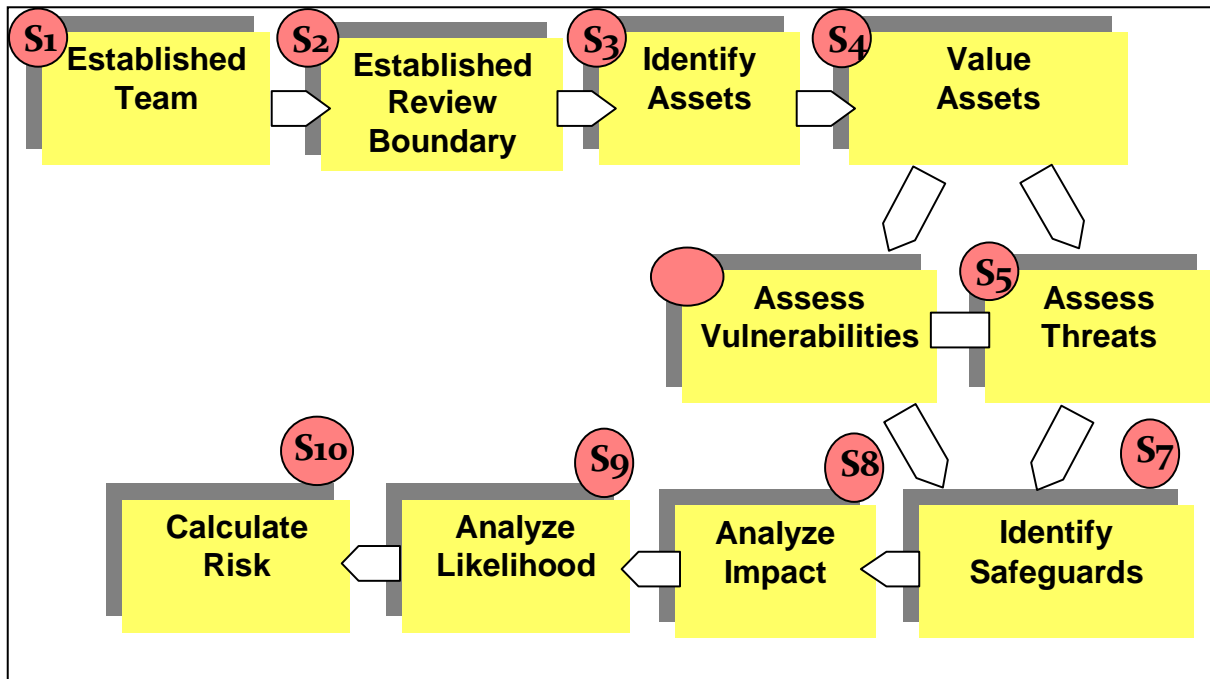 S1
Established
Team
S2
Established
Review
Boundary
S3
Identify
Assets
S4
Value
Assets
Assess
Vulnerabilities
S5
Assess
Threats
S10
Calculate
Risk
S9
Analyze
Likelihood
S8
Analyze
Impact
S7
Identify
Safeguards